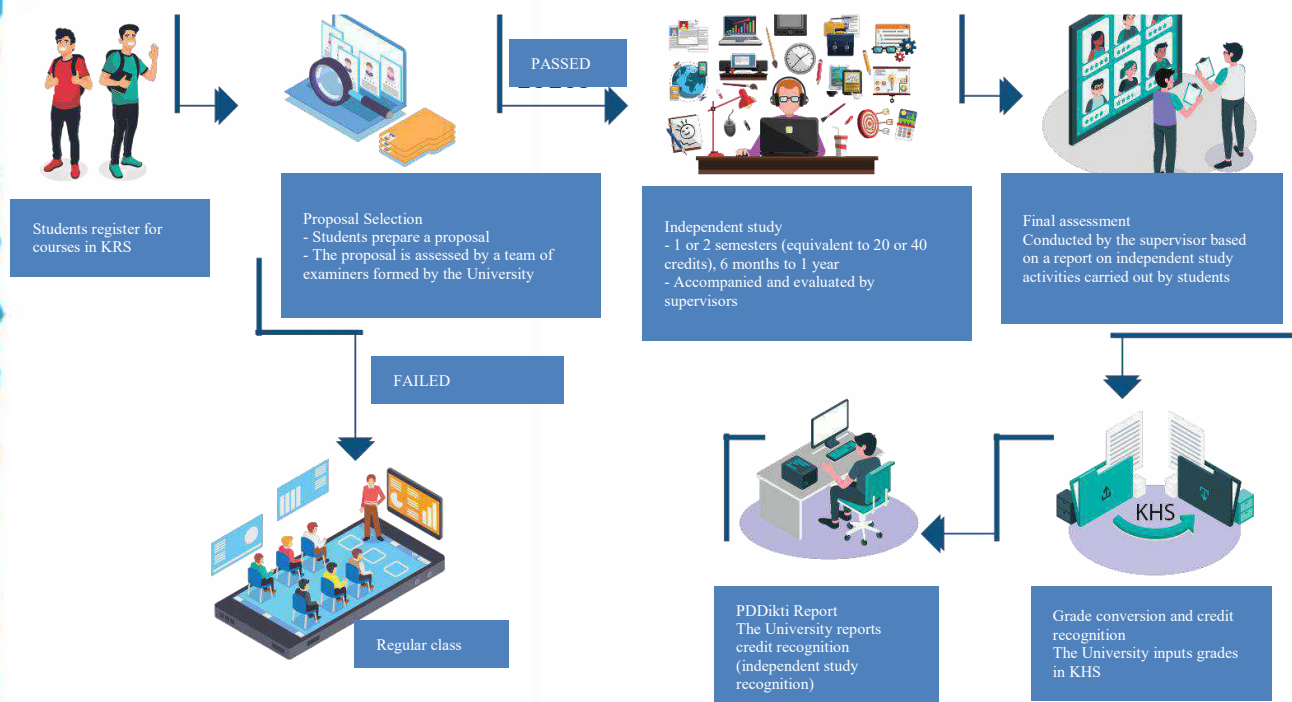 PASSED
Students register for
courses in KRS
Proposal Selection
- Students prepare a proposal
- The proposal is assessed by a team of
examiners formed by the University
Independent study
- 1 or 2 semesters (equivalent to 20 or 40
credits), 6 months to 1 year
- Accompanied and evaluated by
supervisors
Final assessment
Conducted by the supervisor based
on a report on independent study
activities carried out by students
FAILED
Regular class
KHS
PDDikti Report
The University reports
credit recognition
(independent study
recognition)
Grade conversion and credit
recognition
The University inputs grades
in KHS